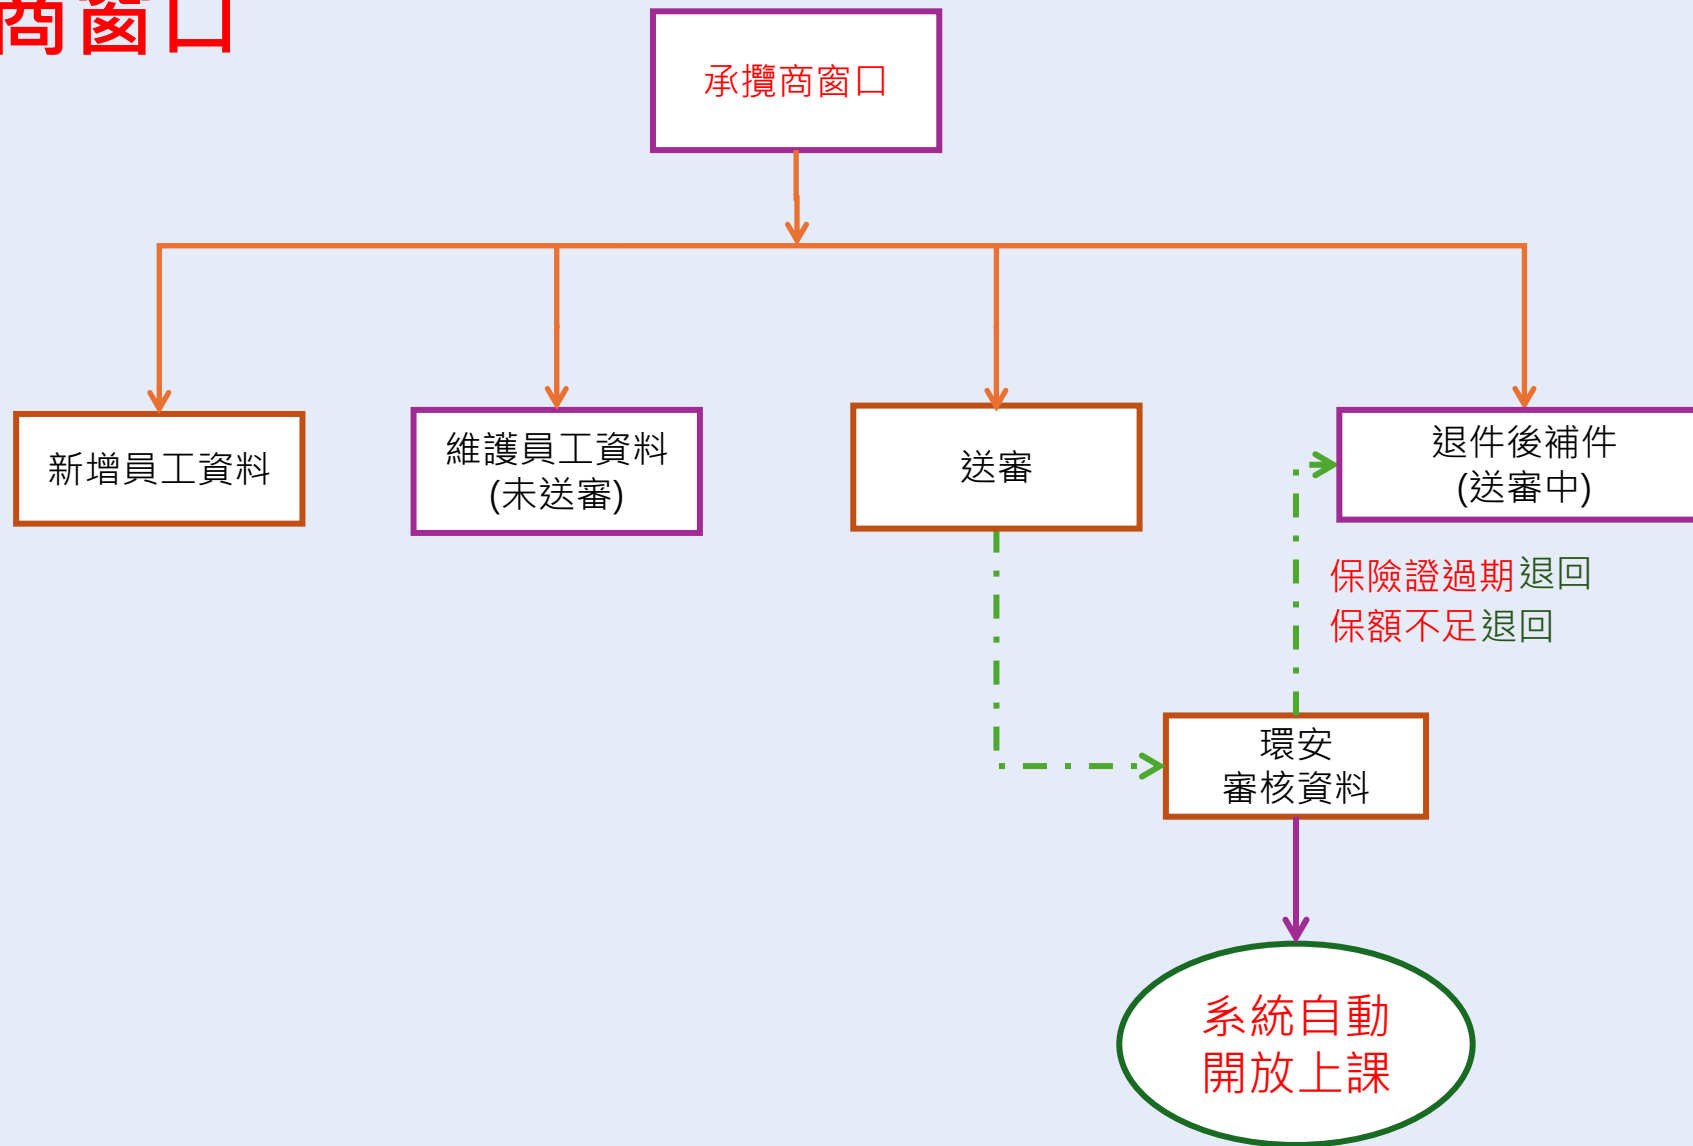 商窗口
承攬商窗口
新增員工資料
維護員工資料
(未送審)
送審
退件後補件
(送審中)
保險證過期退回
保額不足退回
環安
審核資料
系統自動
開放上課